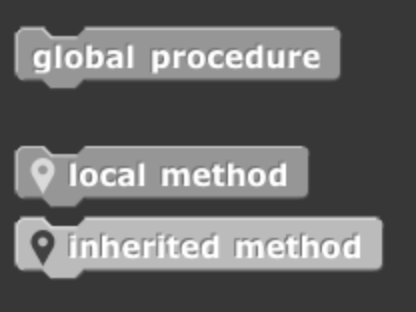 global procedure
local method
inherited method